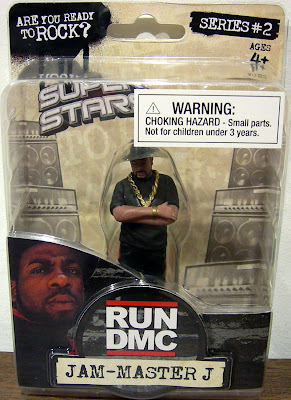 ARE YOU READY
TO ROCK?
SERIES #2
AGES
4+
SUPER
STARS
WARNING:
CHOKING HAZARD - Small parts.
Not for children under 3 years.
RUN
DMC
JAM-MASTER J